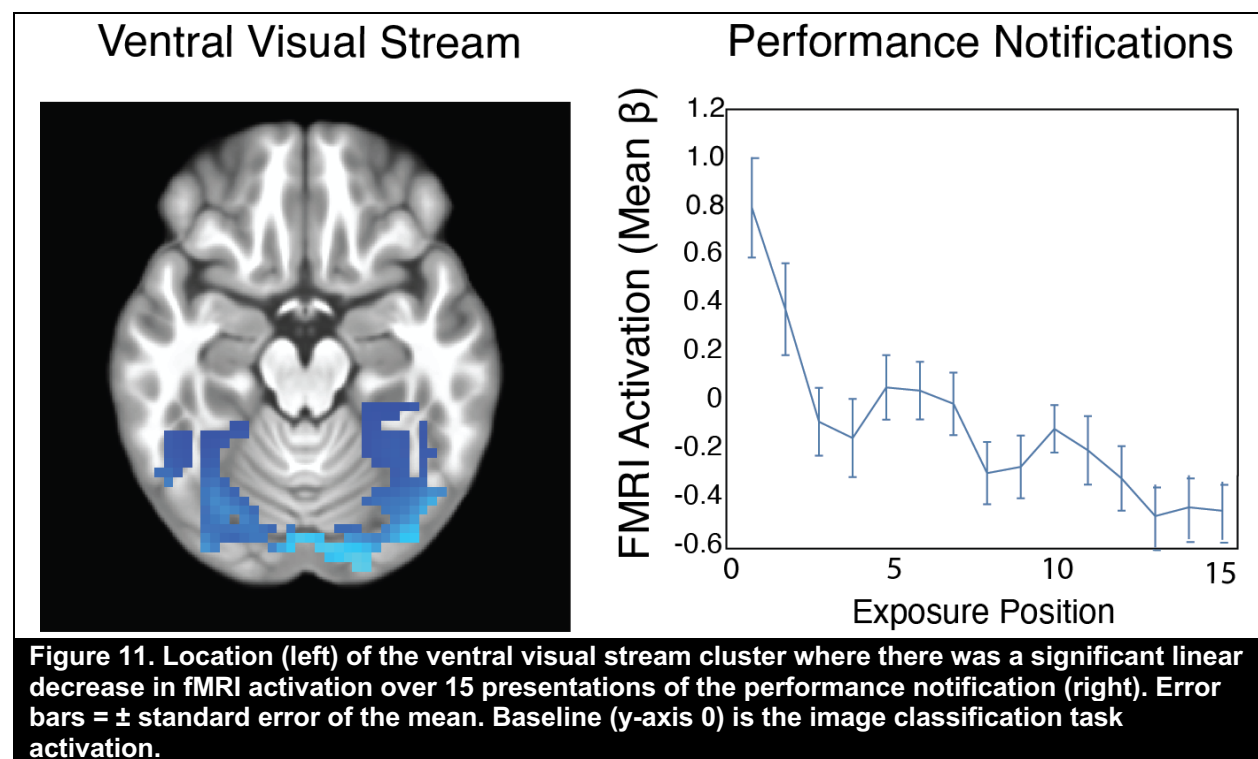 Ventral Visual Stream
Performance Notifications
FMRI Activation (Mean β)
1.2
1.0
0.8
0.6
0.4
0.2
0
-0.2
-0.4
-0.6
0
5
10
15
Exposure Position
Figure 11. Location (left) of the ventral visual stream cluster where there was a significant linear
decrease in fMRI activation over 15 presentations of the performance notification (right). Error
bars = ± standard error of the mean. Baseline (y-axis 0) is the image classification task
activation.